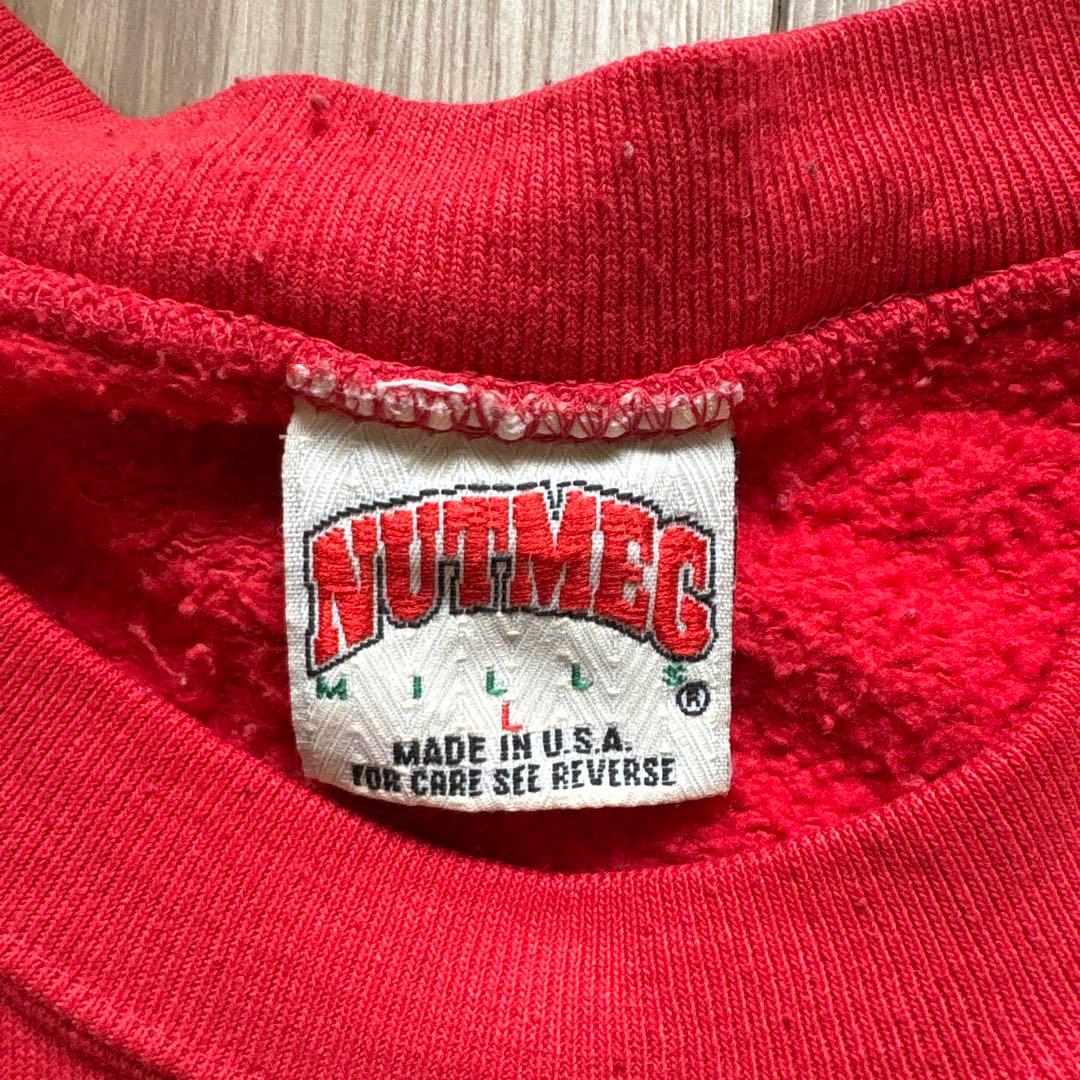 NUTMEG
MILLS ®
L
MADE IN U.S.A.
FOR CARE SEE REVERSE